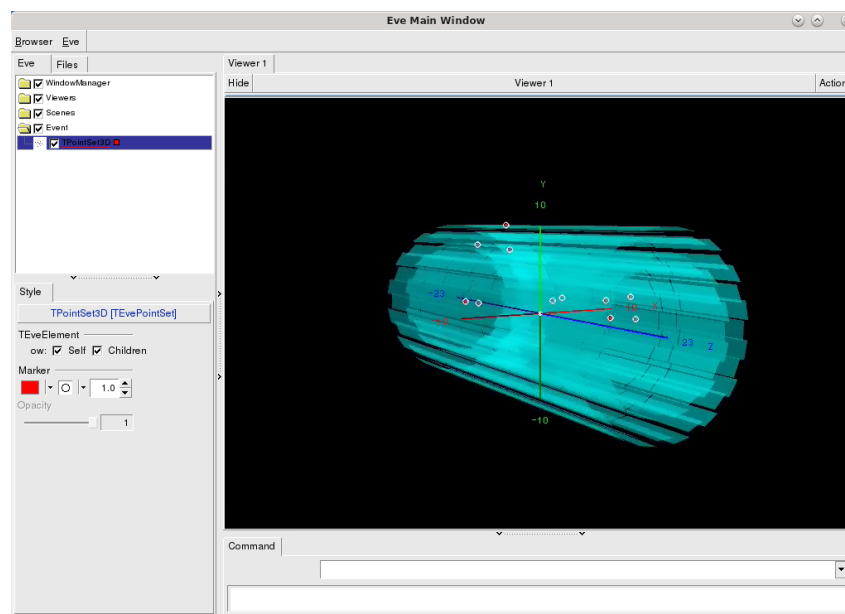 Eve Main Window
Browser Eve
Eve Files
WindowManager
Viewers
Scenes
Event
TPointSet3D
Style
TPointSet3D [TEvePointSet]
TEveElement
ow: Self Children
Marker
1.0
Opacity
1
Viewer 1
Hide Viewer 1 Action
Y
10
-23
-10
10 X
23 Z
-10
Command